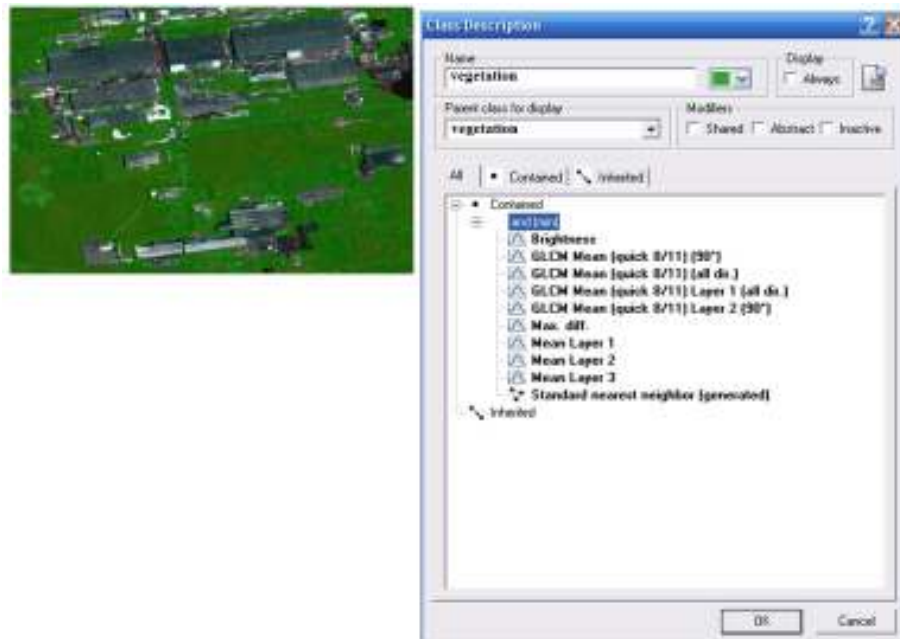 Class Description
Name
vegetation
Display
Always
Parent class for display
vegetation
Modifiers
Shared Abstract Inactive
All Contained Inherited
Contained
and (min)
Brightness
GLCM Mean (quick 8/11) (90°)
GLCM Mean (quick 8/11) (all dir.)
GLCM Mean (quick 8/11) Layer 1 (all dir.)
GLCM Mean (quick 8/11) Layer 2 (90°)
Max. diff.
Mean Layer 1
Mean Layer 2
Mean Layer 3
Standard nearest neighbor (generated)
Inherited
OK Cancel